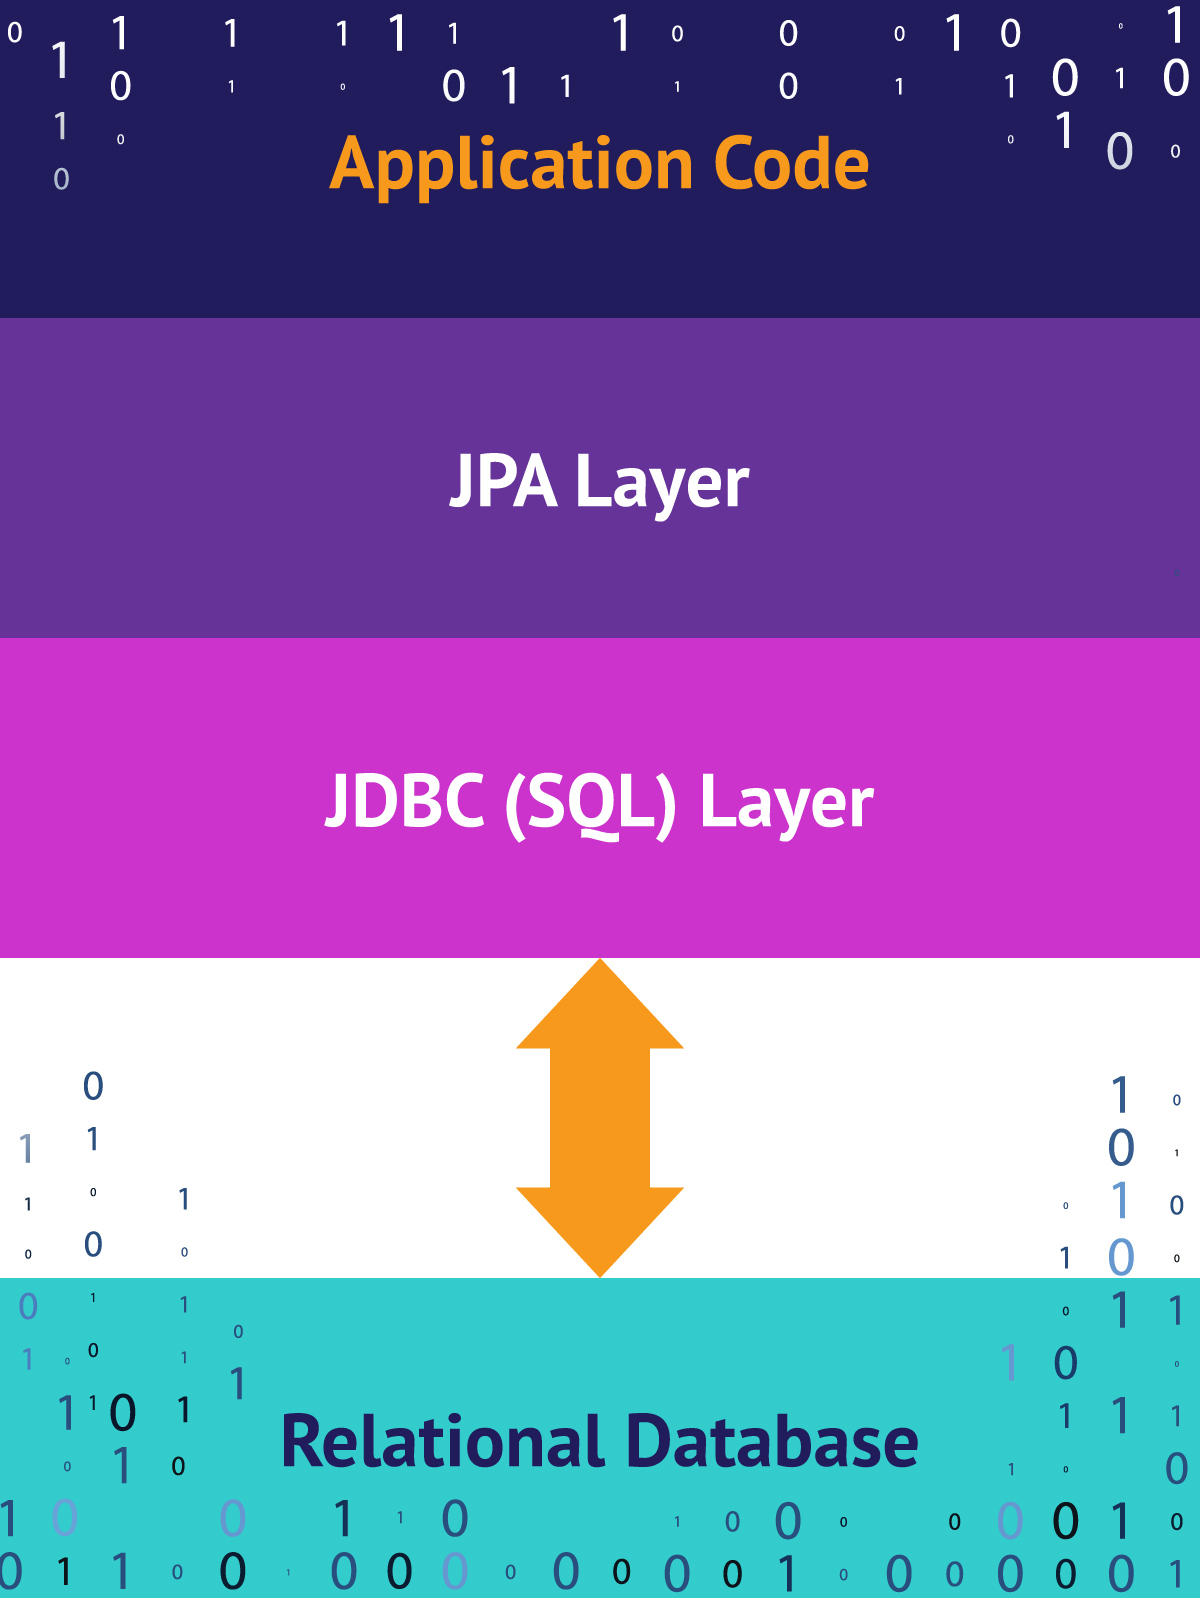 Application Code
JPA Layer
JDBC (SQL) Layer
Relational Database